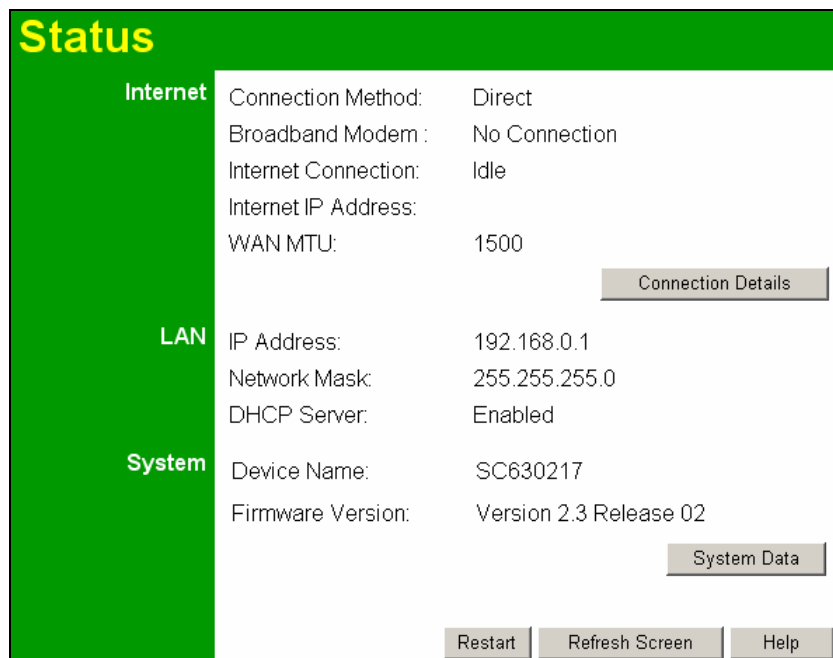 Status
Internet
Connection Method: Direct
Broadband Modem : No Connection
Internet Connection: Idle
Internet IP Address:
WAN MTU: 1500
Connection Details
LAN
IP Address: 192.168.0.1
Network Mask: 255.255.255.0
DHCP Server: Enabled
System
Device Name: SC630217
Firmware Version: Version 2.3 Release 02
System Data
Restart Refresh Screen Help